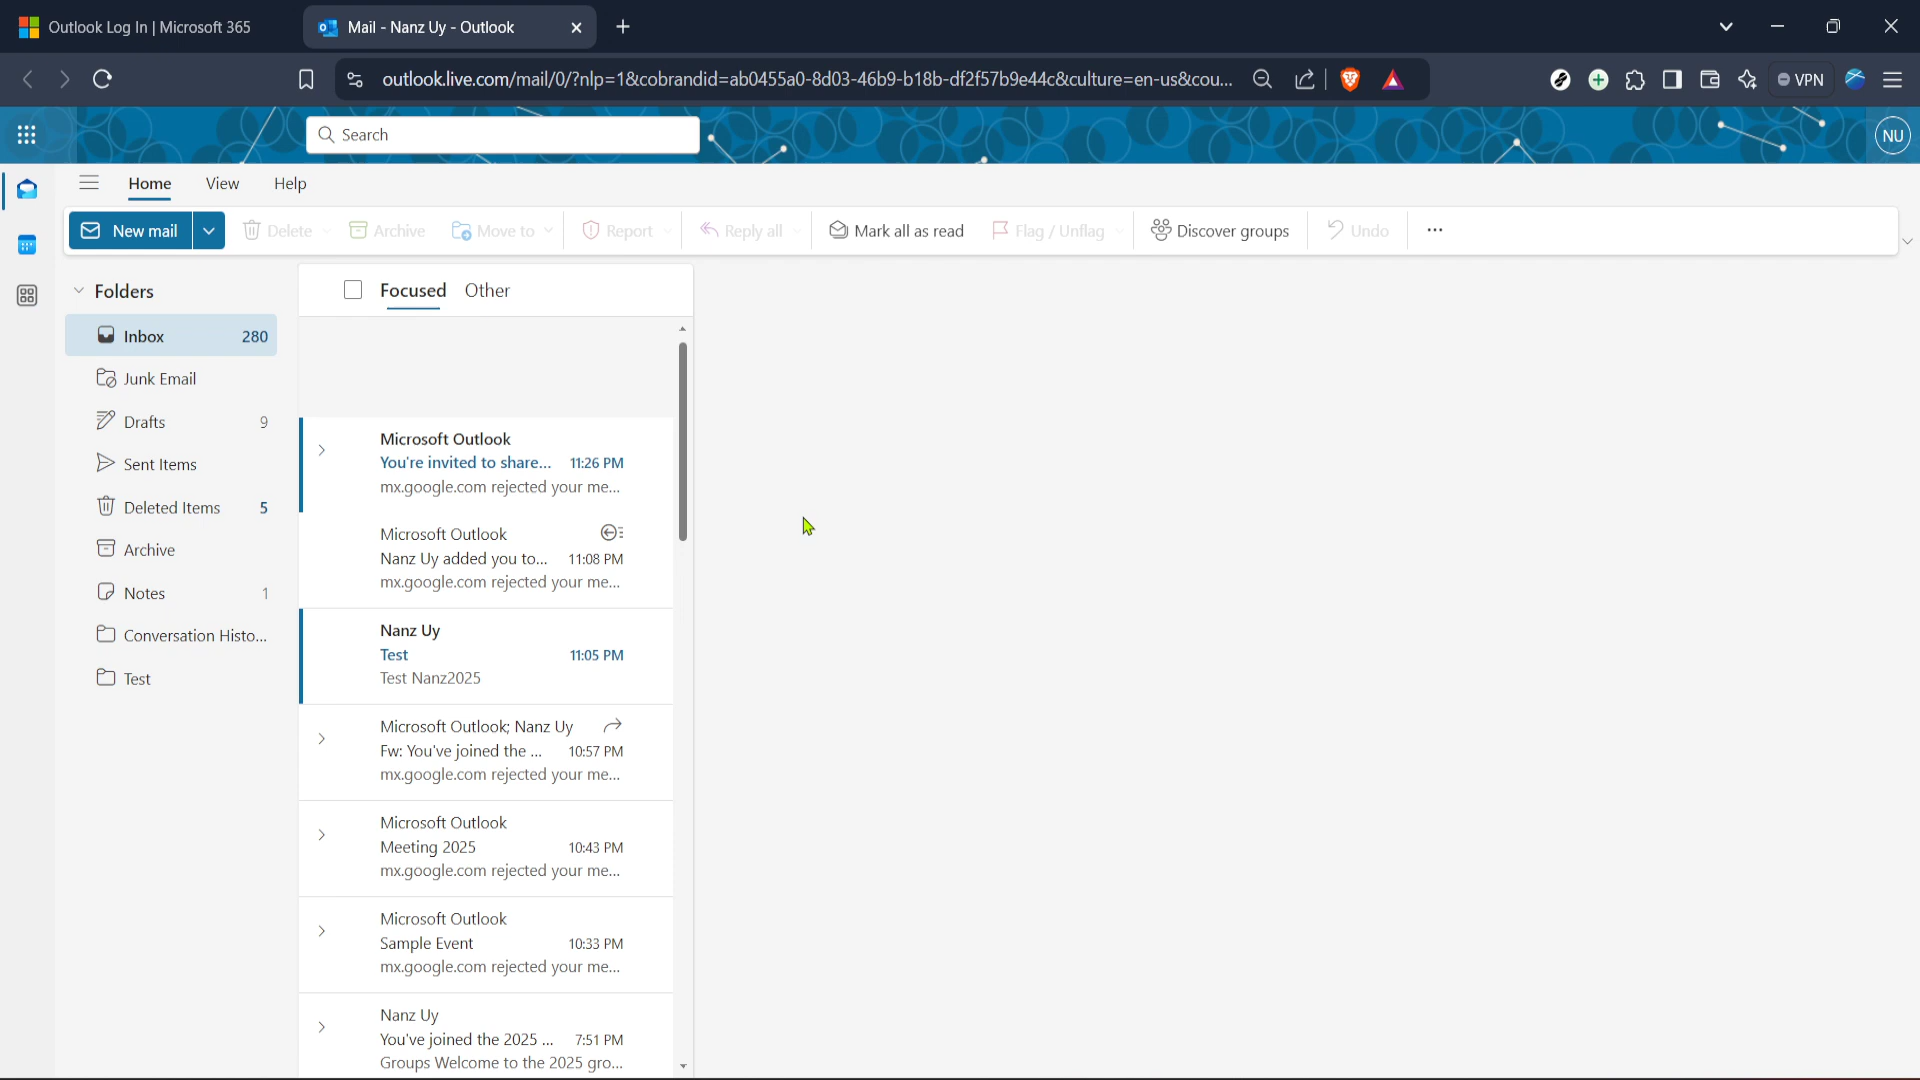 Outlook Log In | Microsoft 365
Mail - Nanz Uy - Outlook
outlook.live.com/mail/0/?nlp=1&cobrandid=ab0455a0-8d03-46b9-b18b-df2f57b9e44c&culture=en-us&cou...
VPN
Search
NU
Home View Help
New mail Delete Archive Move to Report Reply all Mark all as read Flag / Unflag Discover groups Undo ...
Folders
Inbox 280
Junk Email
Drafts 9
Sent Items
Deleted Items 5
Archive
Notes 1
Conversation Histo...
Test
Focused Other
Microsoft Outlook
You're invited to share... 11:26 PM
mx.google.com rejected your me...
Microsoft Outlook
Nanz Uy added you to... 11:08 PM
mx.google.com rejected your me...
Nanz Uy
Test 11:05 PM
Test Nanz2025
Microsoft Outlook; Nanz Uy
Fw: You've joined the ... 10:57 PM
mx.google.com rejected your me...
Microsoft Outlook
Meeting 2025 10:43 PM
mx.google.com rejected your me...
Microsoft Outlook
Sample Event 10:33 PM
mx.google.com rejected your me...
Nanz Uy
You've joined the 2025 ... 7:51 PM
Groups Welcome to the 2025 gro...